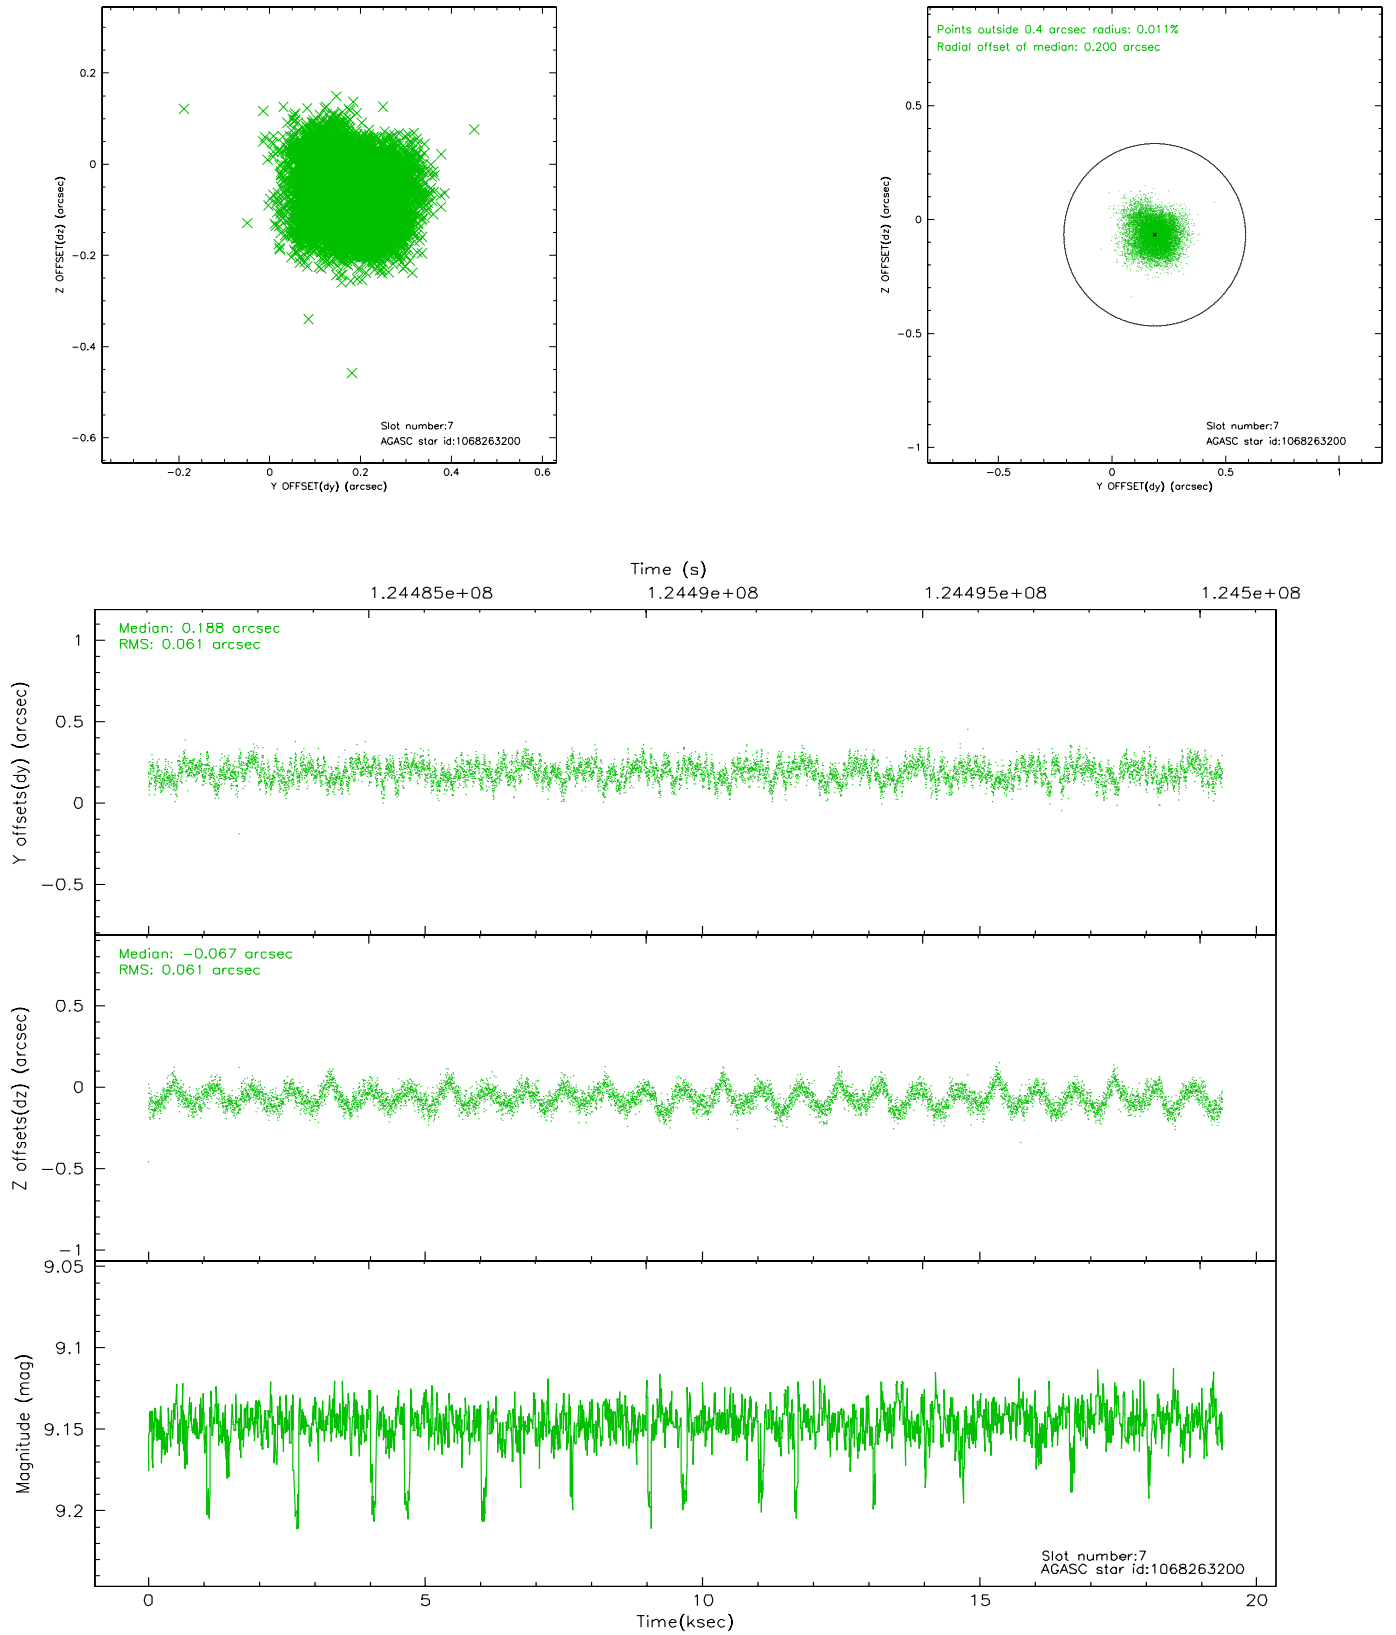 0.2
0
−0.2
−0.4
−0.6
Z OFFSET(dz) (arcsec)
Slot number:7
AGASC star id:1068263200
−0.2 0 0.2 0.4 0.6
Y OFFSET(dy) (arcsec)
Points outside 0.4 arcsec radius: 0.011%
Radial offset of median: 0.200 arcsec
0.5
0
−0.5
−1
Z OFFSET(dz) (arcsec)
Slot number:7
AGASC star id:1068263200
−0.5 0 0.5 1
Y OFFSET(dy) (arcsec)
Time (s)
1.24485e+08 1.2449e+08 1.24495e+08 1.245e+08
Median: 0.188 arcsec
RMS: 0.061 arcsec
1
0.5
0
−0.5
Y offsets(dy) (arcsec)
Median: −0.067 arcsec
RMS: 0.061 arcsec
0.5
0
−0.5
−1
Z offsets(dz) (arcsec)
9.05
9.1
9.15
9.2
Magnitude (mag)
Slot number:7
AGASC star id:1068263200
0 5 10 15 20
Time(ksec)